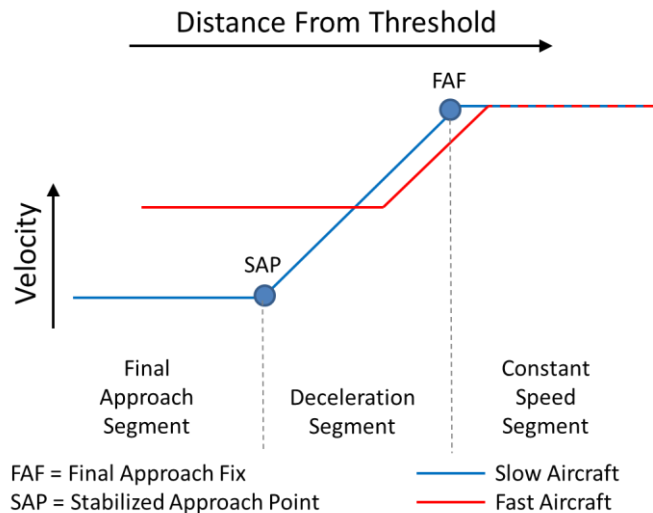 Distance From Threshold
FAF
Velocity
SAP
Final
Approach
Segment
Deceleration
Segment
Constant
Speed
Segment
FAF = Final Approach Fix
SAP = Stabilized Approach Point
Slow Aircraft
Fast Aircraft